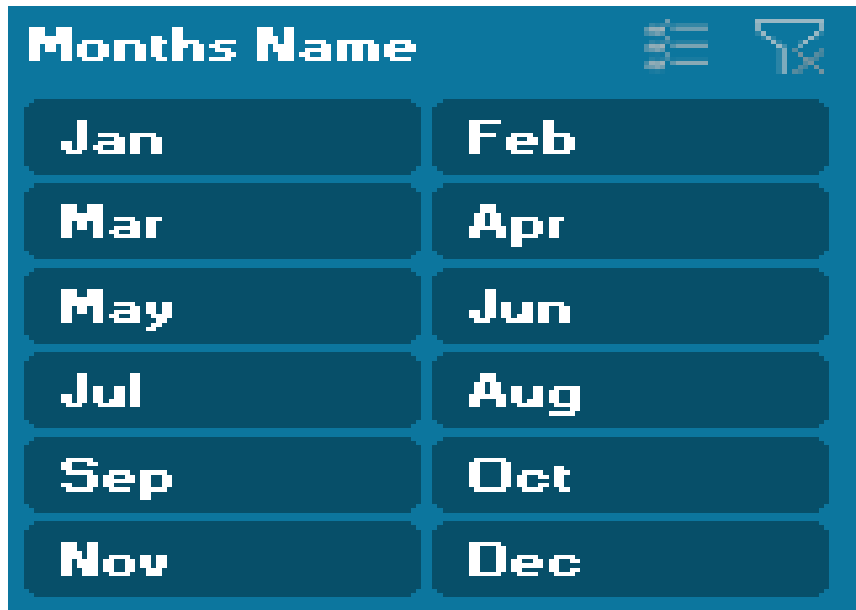 Months Name
Jan Feb
Mar Apr
May Jun
Jul Aug
Sep Oct
Nov Dec